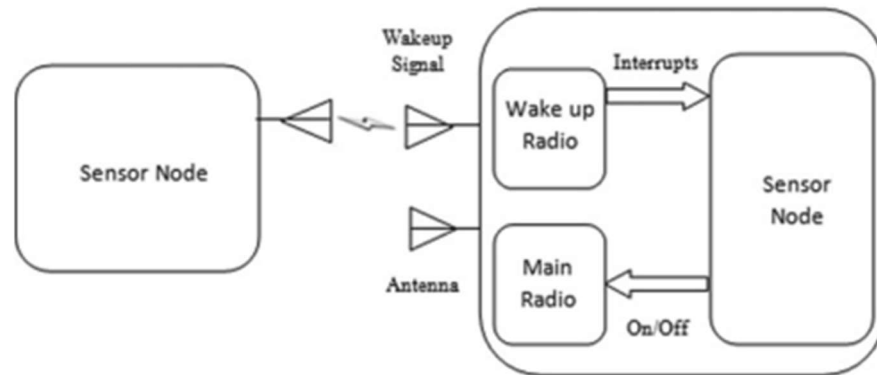 Sensor Node
Wakeup
Signal
Antenna
Wake up
Radio
Interrupts
Main
Radio
On/Off
Sensor
Node